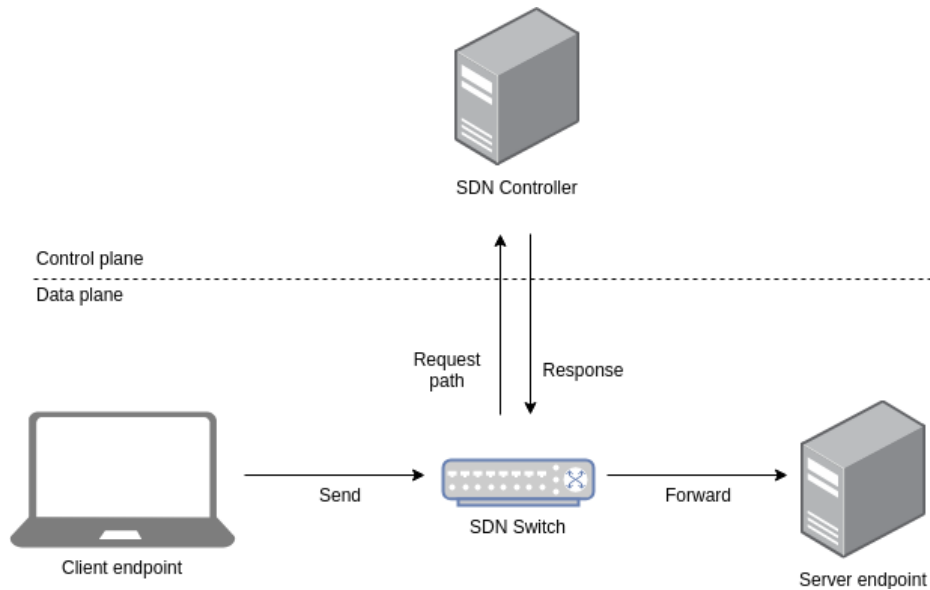 SDN Controller
Control plane
Data plane
Request
path
Response
Send
Forward
SDN Switch
Client endpoint
Server endpoint